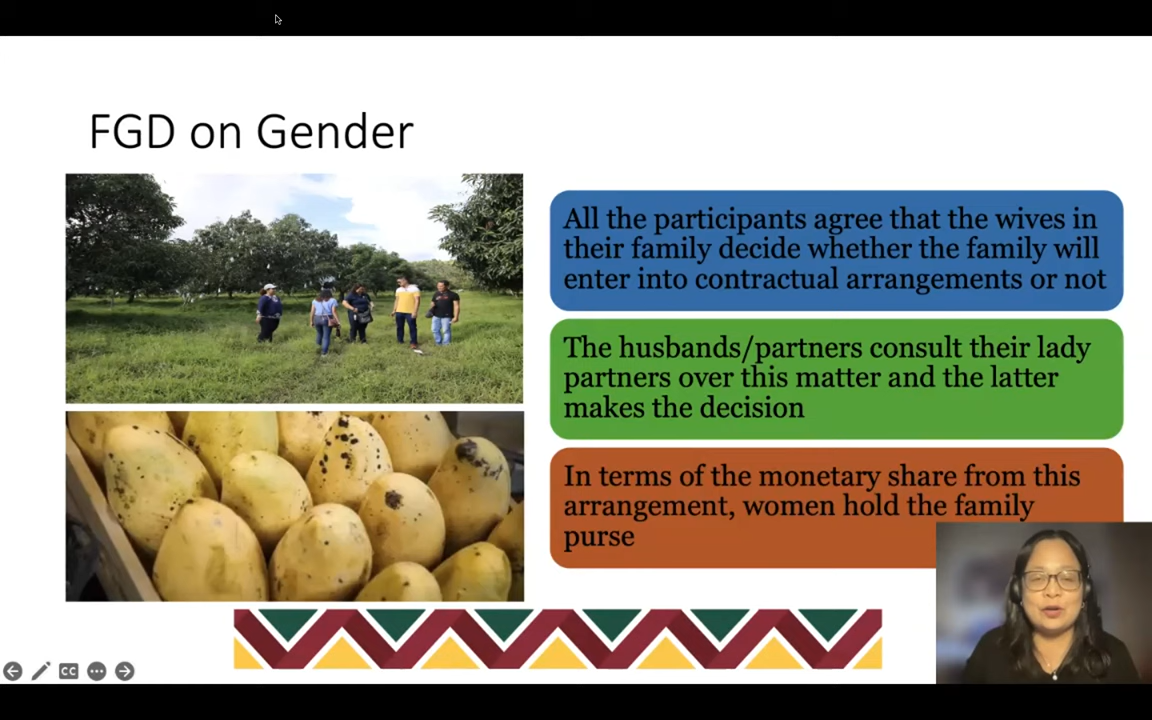 FGD on Gender
All the participants agree that the wives in
their family decide whether the family will
enter into contractual arrangements or not
The husbands/partners consult their lady
partners over this matter and the latter
makes the decision
In terms of the monetary share from this
arrangement, women hold the family
purse
CC